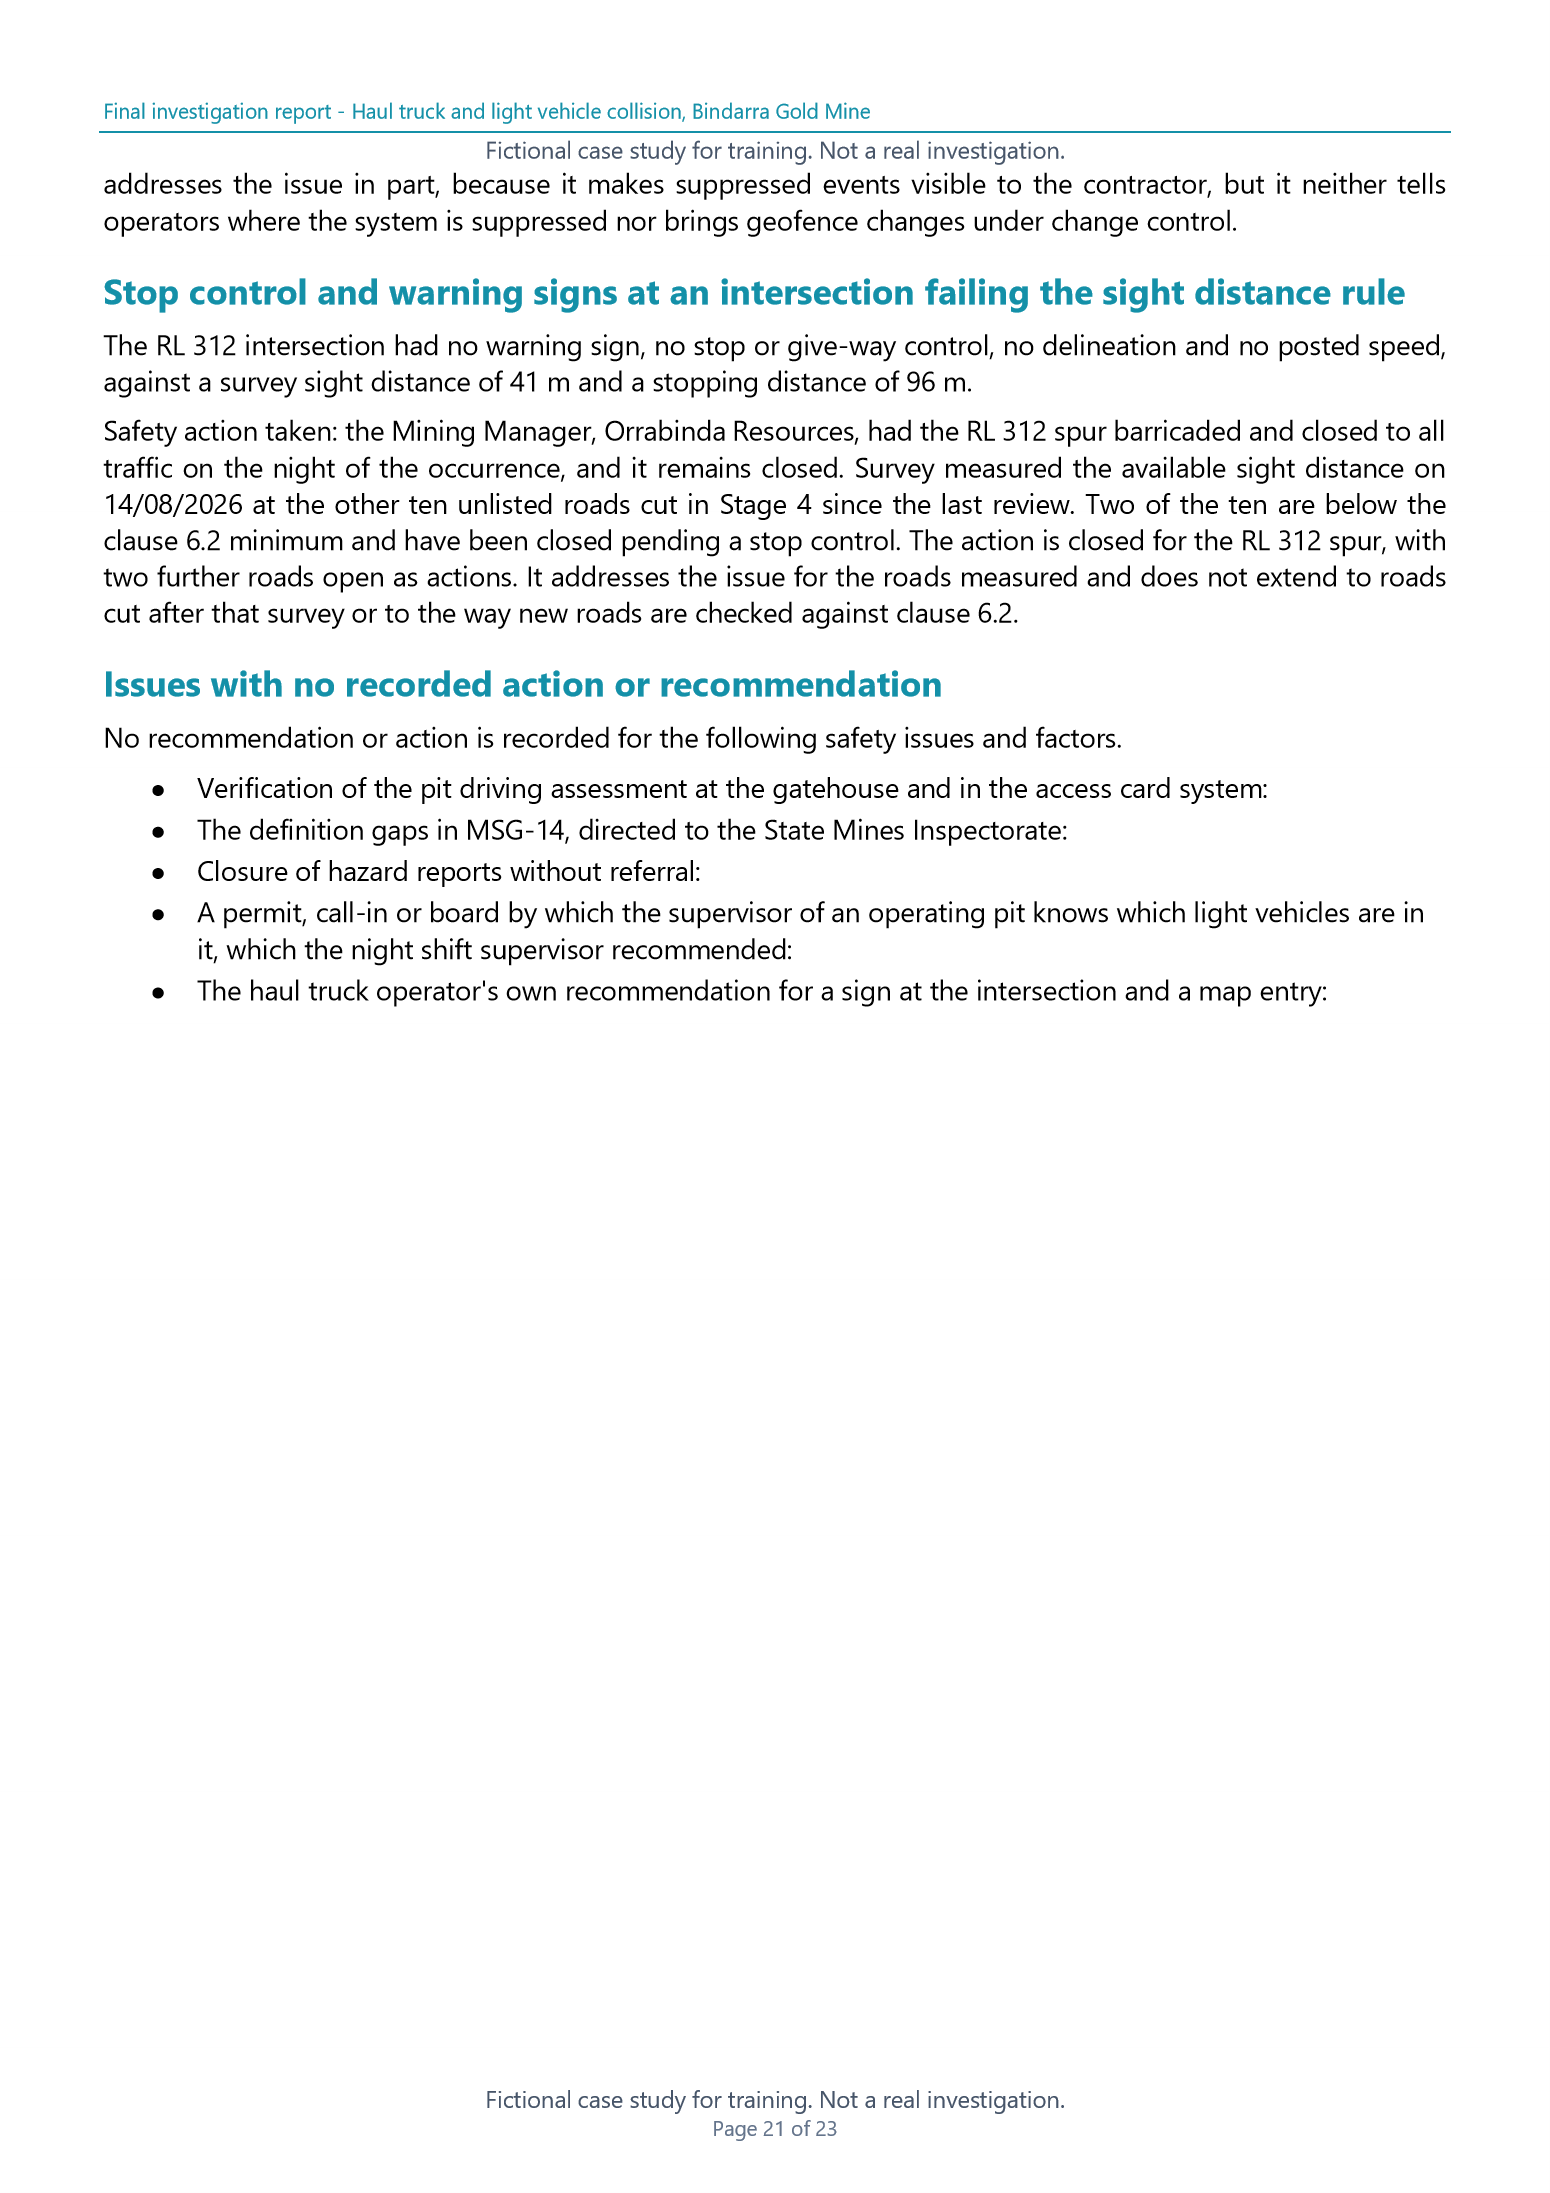 Final investigation report - Haul truck and light vehicle collision, Bindarra Gold Mine
Fictional case study for training. Not a real investigation.
addresses the issue in part, because it makes suppressed events visible to the contractor, but it neither tells
operators where the system is suppressed nor brings geofence changes under change control.
Stop control and warning signs at an intersection failing the sight distance rule
The RL 312 intersection had no warning sign, no stop or give-way control, no delineation and no posted speed,
against a survey sight distance of 41 m and a stopping distance of 96 m.
Safety action taken: the Mining Manager, Orrabinda Resources, had the RL 312 spur barricaded and closed to all
traffic on the night of the occurrence, and it remains closed. Survey measured the available sight distance on
14/08/2026 at the other ten unlisted roads cut in Stage 4 since the last review. Two of the ten are below the
clause 6.2 minimum and have been closed pending a stop control. The action is closed for the RL 312 spur, with
two further roads open as actions. It addresses the issue for the roads measured and does not extend to roads
cut after that survey or to the way new roads are checked against clause 6.2.
Issues with no recorded action or recommendation
No recommendation or action is recorded for the following safety issues and factors.
● Verification of the pit driving assessment at the gatehouse and in the access card system:
● The definition gaps in MSG-14, directed to the State Mines Inspectorate:
● Closure of hazard reports without referral:
● A permit, call-in or board by which the supervisor of an operating pit knows which light vehicles are in
it, which the night shift supervisor recommended:
● The haul truck operator's own recommendation for a sign at the intersection and a map entry:
Fictional case study for training. Not a real investigation.
Page 21 of 23